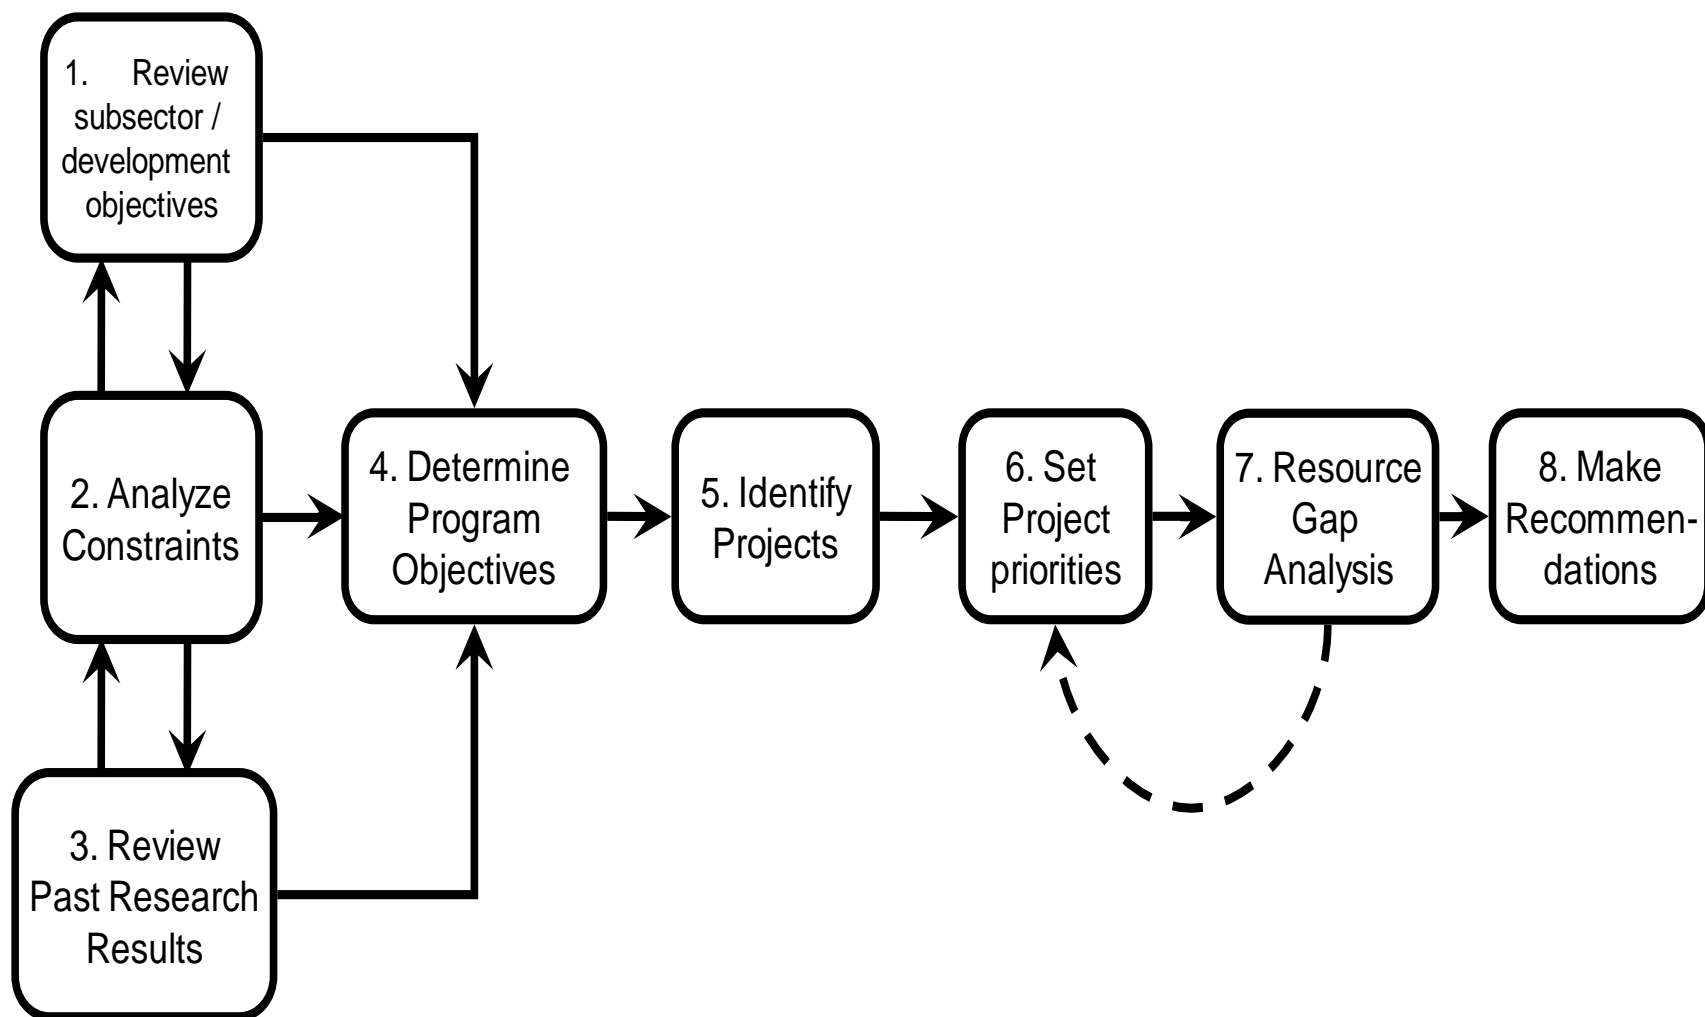 1. Review
subsector /
development
objectives
2. Analyze
Constraints
3. Review
Past Research
Results
4. Determine
Program
Objectives
5. Identify
Projects
6. Set
Project
priorities
7. Resource
Gap
Analysis
8. Make
Recommen-
dations